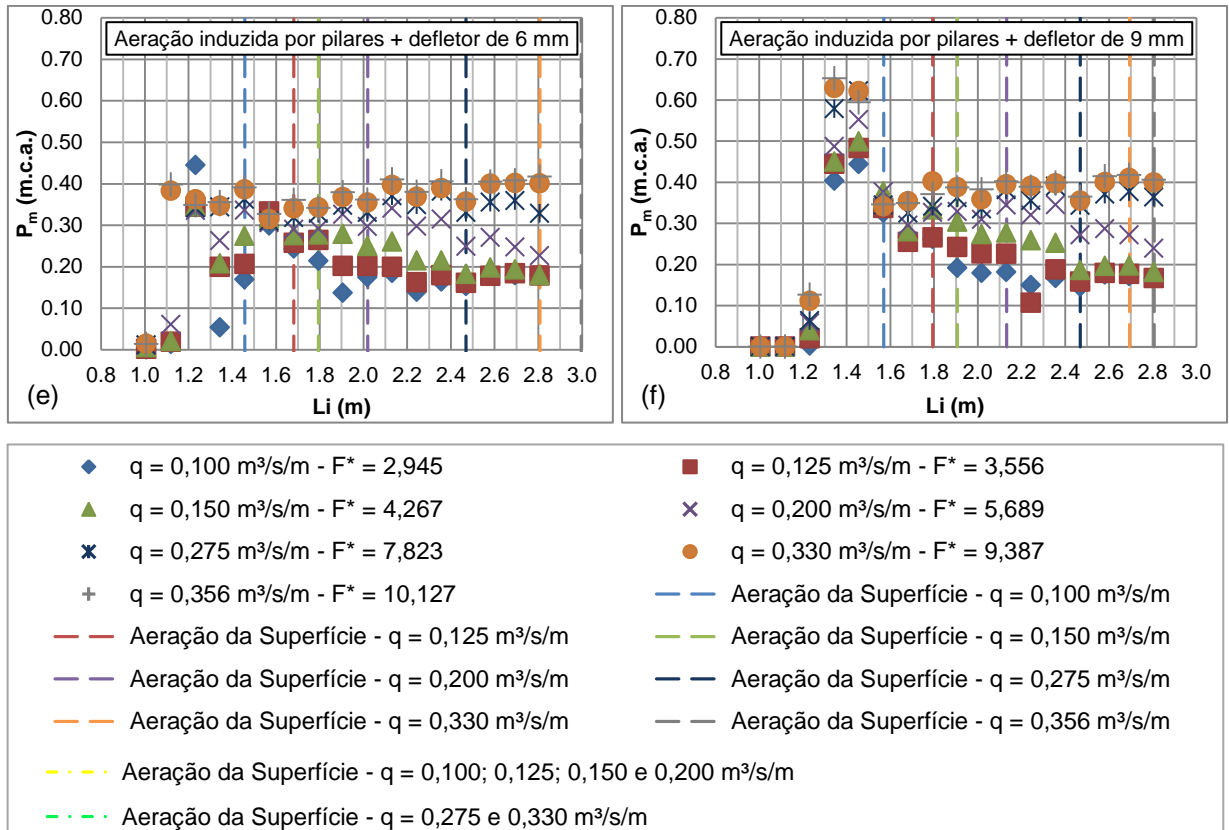 Aeração induzida por pilares + defletor de 6 mm
0.80
0.70
0.60
0.50
0.40
0.30
0.20
0.10
0.00
P_m (m.c.a.)
0.8 1.0 1.2 1.4 1.6 1.8 2.0 2.2 2.4 2.6 2.8 3.0
Li (m)
(e)
Aeração induzida por pilares + defletor de 9 mm
0.80
0.70
0.60
0.50
0.40
0.30
0.20
0.10
0.00
P_m (m.c.a.)
0.8 1.0 1.2 1.4 1.6 1.8 2.0 2.2 2.4 2.6 2.8 3.0
Li (m)
(f)
q = 0,100 m³/s/m - F* = 2,945
q = 0,125 m³/s/m - F* = 3,556
q = 0,150 m³/s/m - F* = 4,267
q = 0,200 m³/s/m - F* = 5,689
q = 0,275 m³/s/m - F* = 7,823
q = 0,330 m³/s/m - F* = 9,387
q = 0,356 m³/s/m - F* = 10,127
Aeração da Superfície - q = 0,100 m³/s/m
Aeração da Superfície - q = 0,125 m³/s/m
Aeração da Superfície - q = 0,150 m³/s/m
Aeração da Superfície - q = 0,200 m³/s/m
Aeração da Superfície - q = 0,275 m³/s/m
Aeração da Superfície - q = 0,330 m³/s/m
Aeração da Superfície - q = 0,356 m³/s/m
Aeração da Superfície - q = 0,100; 0,125; 0,150 e 0,200 m³/s/m
Aeração da Superfície - q = 0,275 e 0,330 m³/s/m